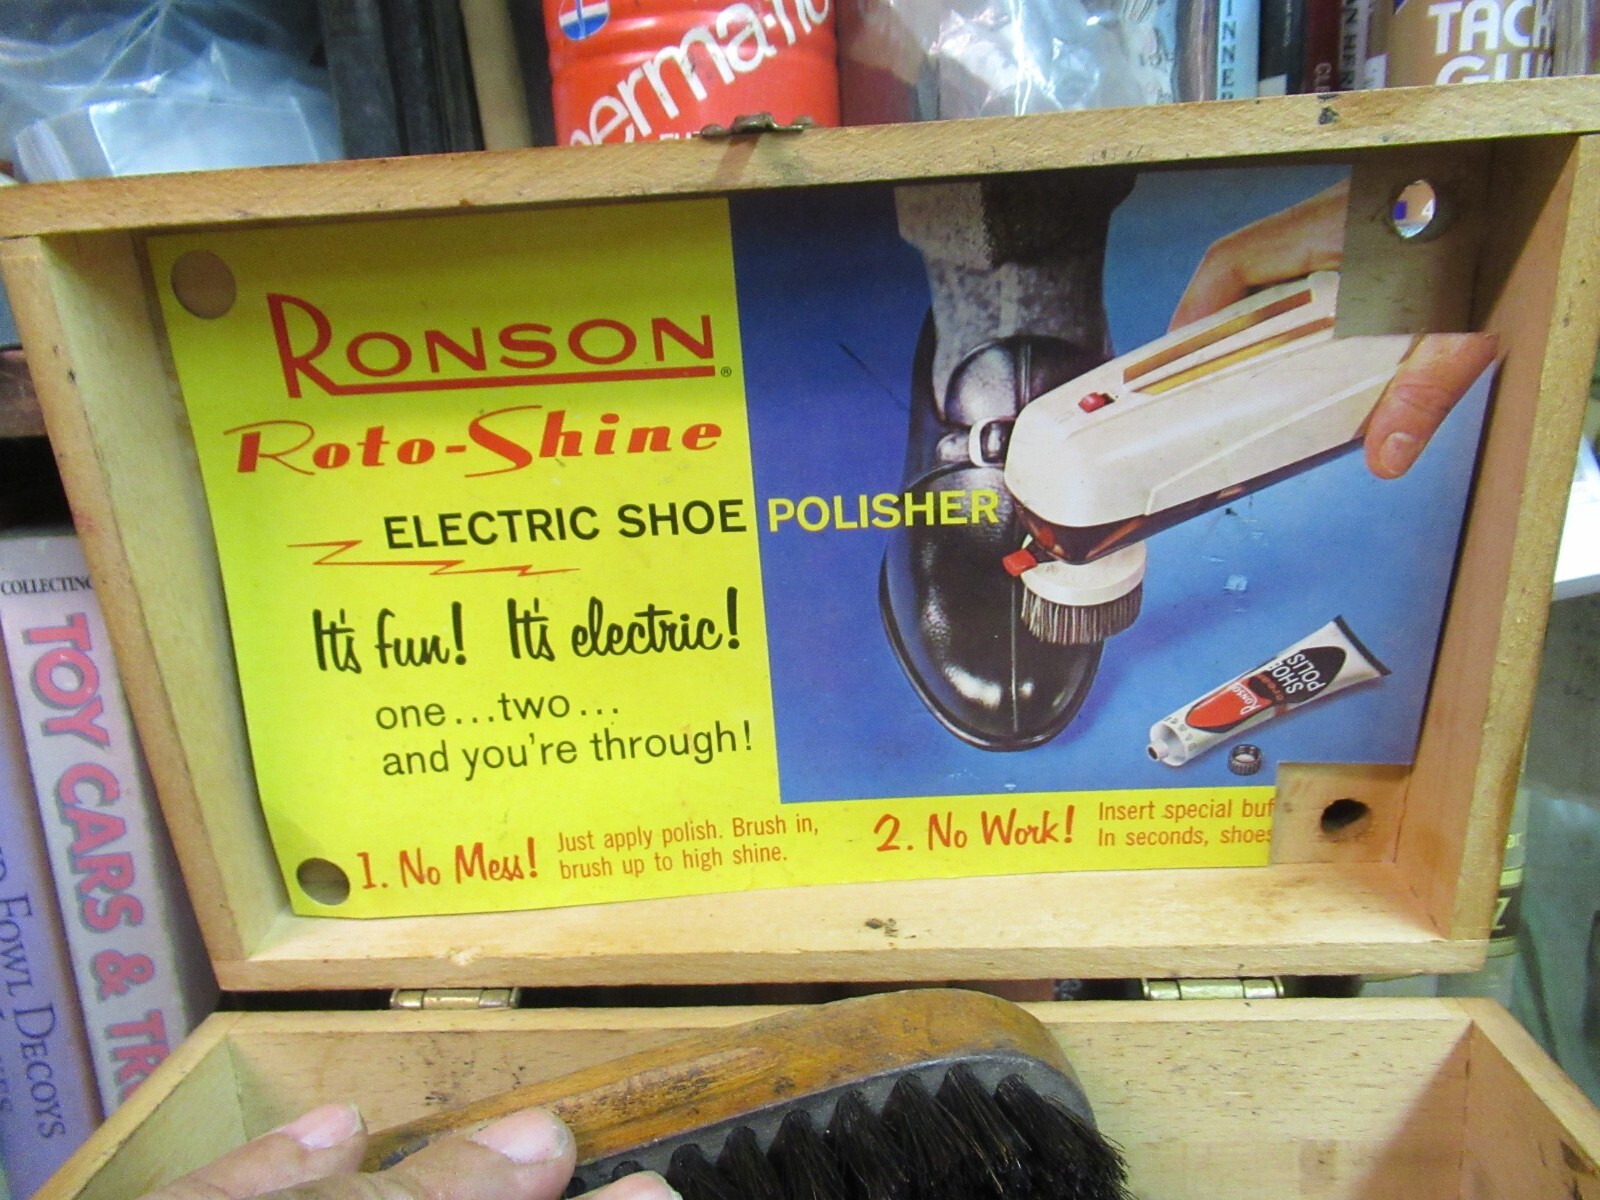 TACK
COLLECTING
TOY CARS &
FOWL DECOYS
RONSON®
Roto-Shine
ELECTRIC SHOE POLISHER
It's fun! It's electric!
one...two...
and you're through!
1. No Mess! Just apply polish. Brush in,
brush up to high shine.
2. No Work! Insert special buf
In seconds, shoes
RONSON
SHOE
POLIS